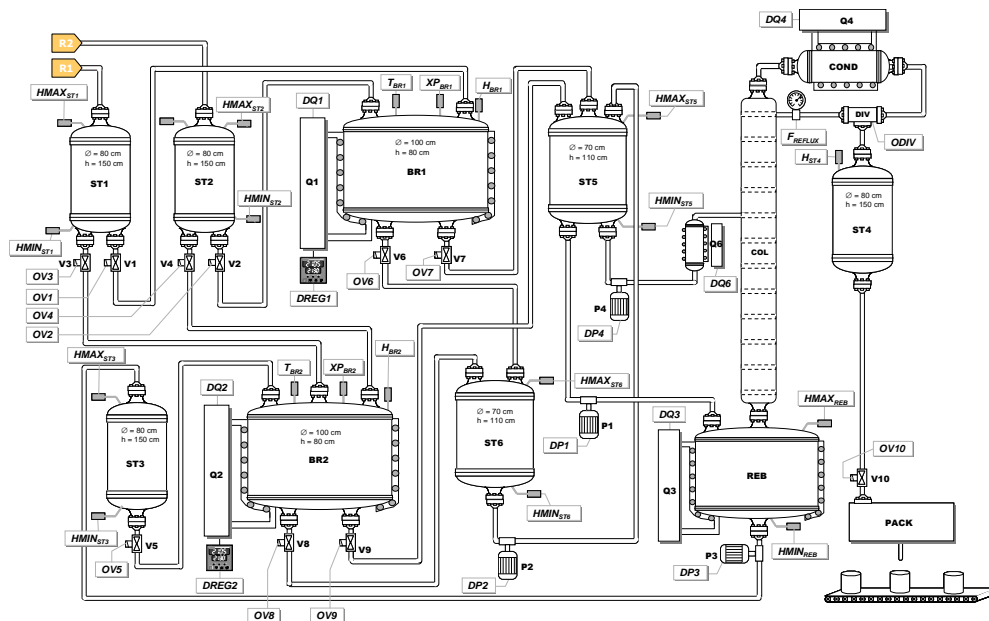 DQ4
Q4
R2
R1
COND
HMAXST1
HMAXST2
DQ1
TBR1
XPBR1
HBR1
HMAXST5
FREFLUX
DIV
ODIV
HST4
Ø = 80 cm
h = 150 cm
ST1
Ø = 80 cm
h = 150 cm
ST2
Q1
Ø = 100 cm
h = 80 cm
BR1
Ø = 70 cm
h = 110 cm
ST5
Ø = 80 cm
h = 150 cm
ST4
HMINST1
HMINST2
HMINST5
Q6
COL
V3
V1
V4
V2
V6
V7
OV3
OV1
OV4
OV2
DREG1
OV6
OV7
DQ6
P4
DP4
HMAXST3
DQ2
TBR2
XPBR2
HBR2
HMAXST6
HMAXREB
DQ3
P1
DP1
Ø = 80 cm
h = 150 cm
ST3
Q2
Ø = 100 cm
h = 80 cm
BR2
Ø = 70 cm
h = 110 cm
ST6
Q3
REB
OV10
V10
HMINST3
V5
OV5
DREG2
V8
V9
HMINST6
P2
DP2
P3
DP3
HMINREB
PACK
OV8
OV9